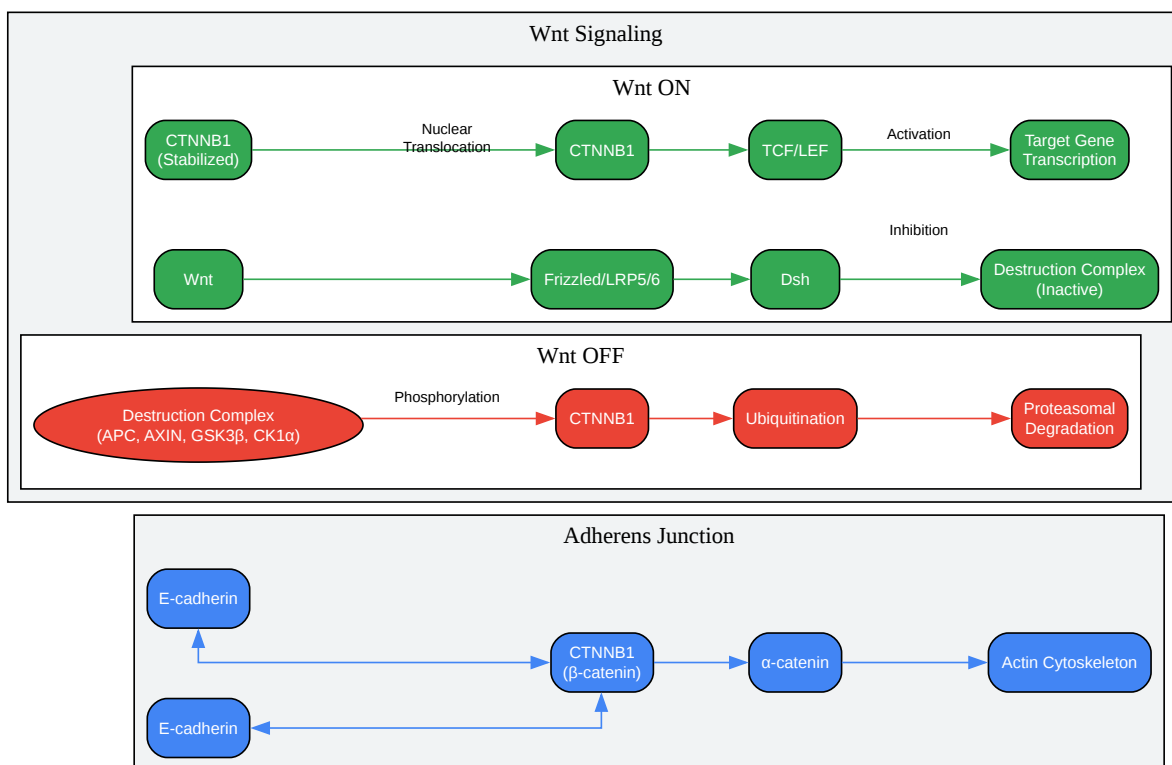 Wnt Signaling
Wnt ON
CTNNB1
(Stabilized)
Nuclear
Translocation
CTNNB1
TCF/LEF
Activation
Target Gene
Transcription
Wnt
Frizzled/LRP5/6
Dsh
Inhibition
Destruction Complex
(Inactive)
Wnt OFF
Destruction Complex
(APC, AXIN, GSK3β, CK1α)
Phosphorylation
CTNNB1
Ubiquitination
Proteasomal
Degradation
Adherens Junction
E-cadherin
CTNNB1
(β-catenin)
α-catenin
Actin Cytoskeleton
E-cadherin